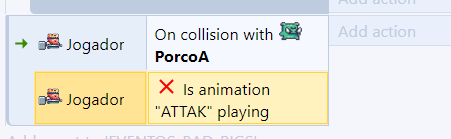 Add action
Jogador
On collision with
PorcoA
Add action
Jogador
Is animation
"ATTAK" playing